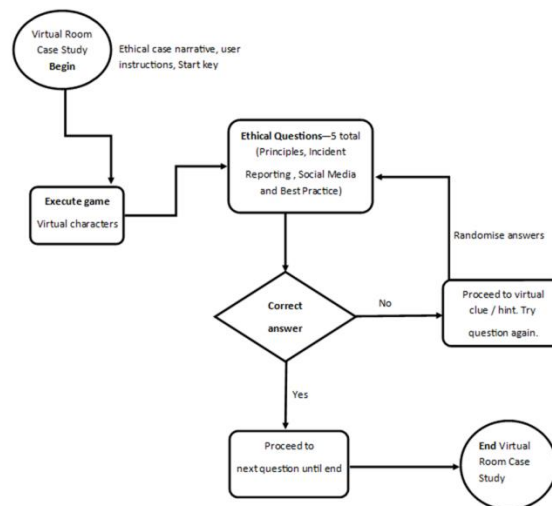 Virtual Room
Case Study
Begin
Ethical case narrative, user
instructions, Start key
Execute game
Virtual characters
Ethical Questions—5 total
(Principles, Incident
Reporting , Social Media
and Best Practice)
Randomise answers
Correct
answer
No
Proceed to virtual
clue / hint. Try
question again.
Yes
Proceed to
next question until end
End Virtual
Room Case
Study